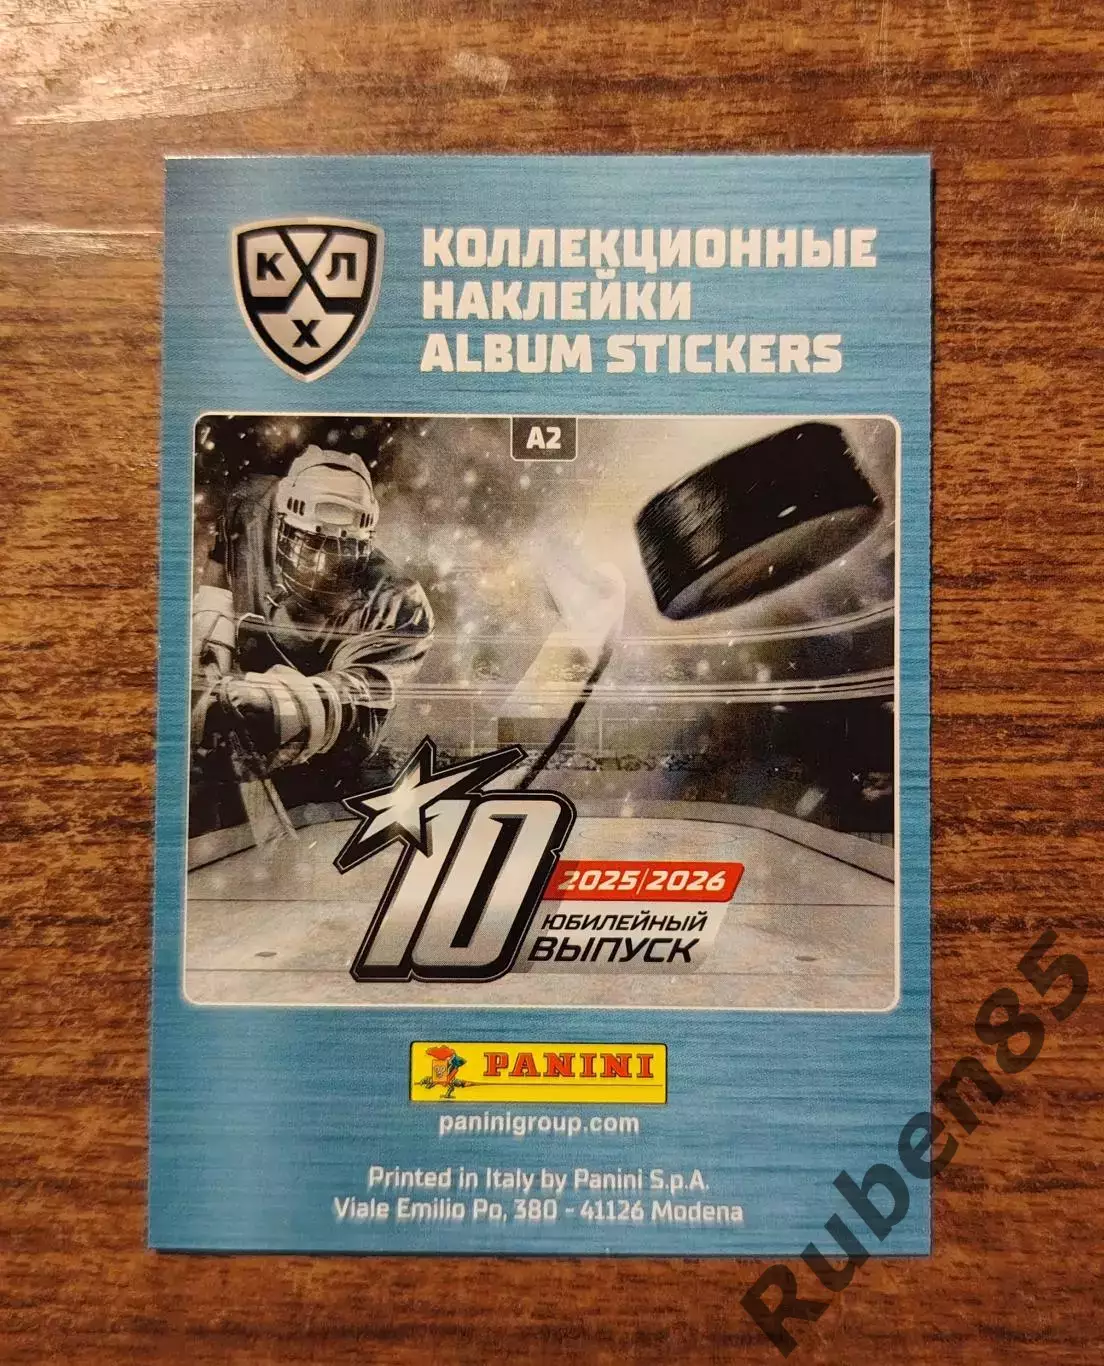 КХЛ
КОЛЛЕКЦИОННЫЕ
НАКЛЕЙКИ
ALBUM STICKERS
A2
10
2025/2026
ЮБИЛЕЙНЫЙ
ВЫПУСК
PANINI
paninigroup.com
Printed in Italy by Panini S.p.A.
Viale Emilio Po, 380 - 41126 Modena
Ruben85